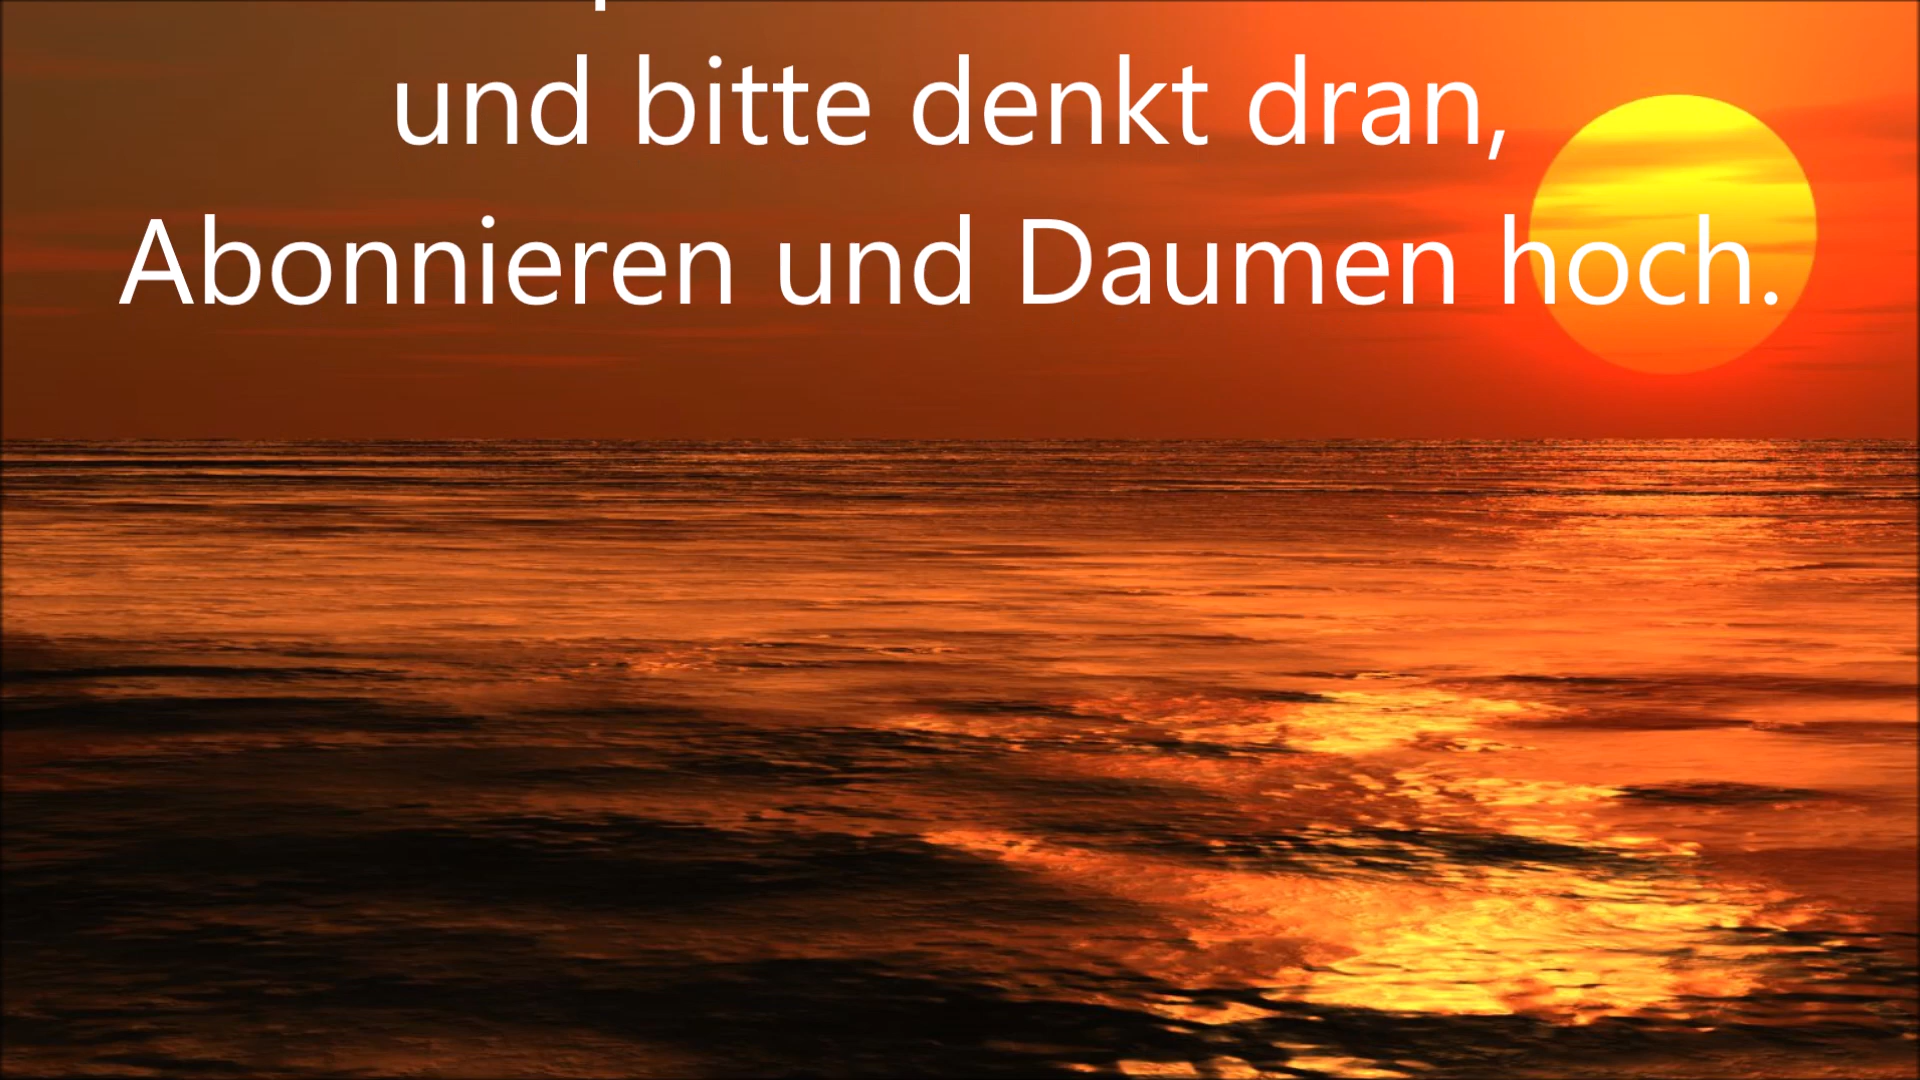 und bitte denkt dran,
Abonnieren und Daumen hoch.